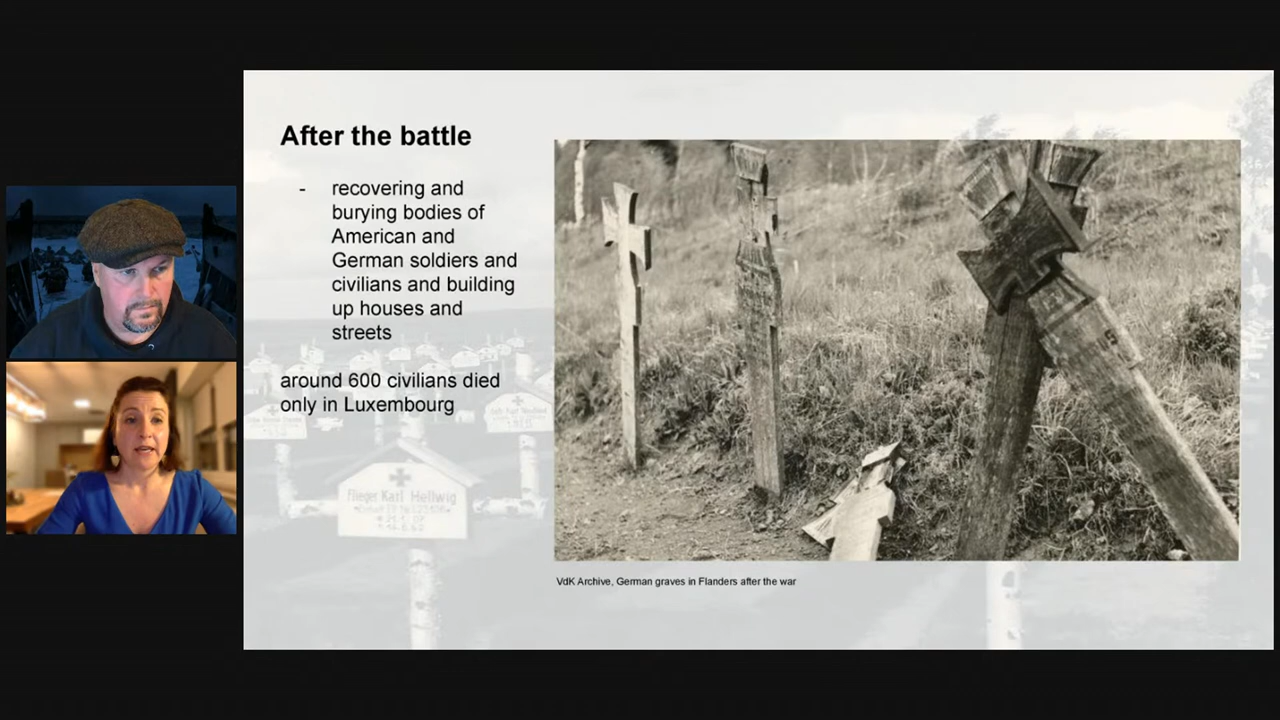 After the battle
- recovering and
burying bodies of
American and
German soldiers and
civilians and building
up houses and
streets
around 600 civilians died
only in Luxembourg
Flieger Karl Hellwig
VdK Archive, German graves in Flanders after the war